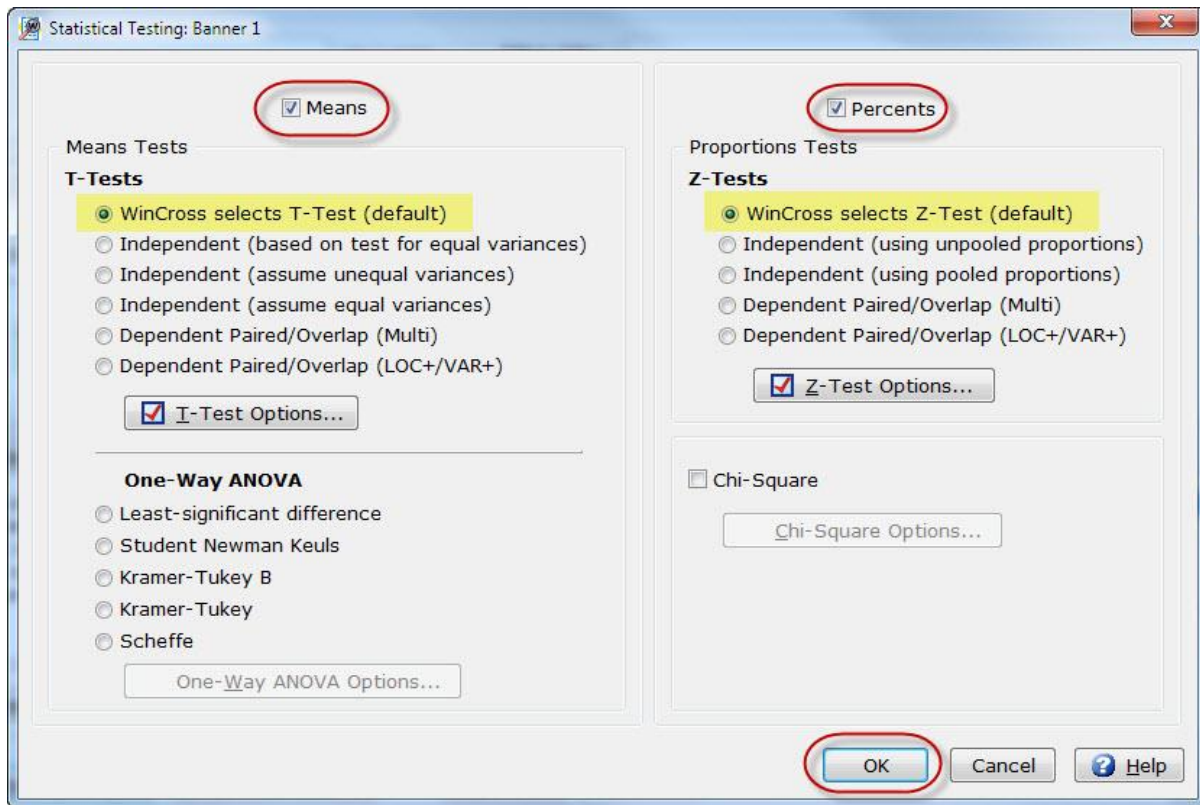 Statistical Testing: Banner 1
X
Means
Means Tests
T-Tests
WinCross selects T-Test (default)
Independent (based on test for equal variances)
Independent (assume unequal variances)
Independent (assume equal variances)
Dependent Paired/Overlap (Multi)
Dependent Paired/Overlap (LOC+/VAR+)
T-Test Options...
One-Way ANOVA
Least-significant difference
Student Newman Keuls
Kramer-Tukey B
Kramer-Tukey
Scheffe
One-Way ANOVA Options...
Percents
Proportions Tests
Z-Tests
WinCross selects Z-Test (default)
Independent (using unpooled proportions)
Independent (using pooled proportions)
Dependent Paired/Overlap (Multi)
Dependent Paired/Overlap (LOC+/VAR+)
Z-Test Options...
Chi-Square
Chi-Square Options...
OK
Cancel
? Help